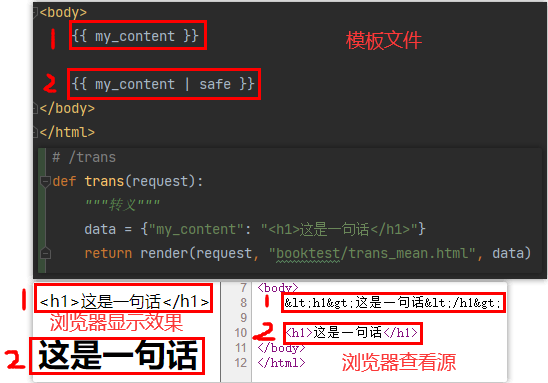 <body>
1 {{ my_content }} 模板文件
2 {{ my_content | safe }}
</body>
</html>
# /trans
def trans(request):
"""转义"""
data = {"my_content": "<h1>这是一句话</h1>"}
return render(request, "booktest/trans_mean.html", data)
1 <h1>这是一句话</h1>
浏览器显示效果
2 这是一句话
7 <body>
8 1 &lt;h1&gt;这是一句话&lt;/h1&gt;
9
10 2 <h1>这是一句话</h1>
11 </body>
12 </html>
浏览器查看源